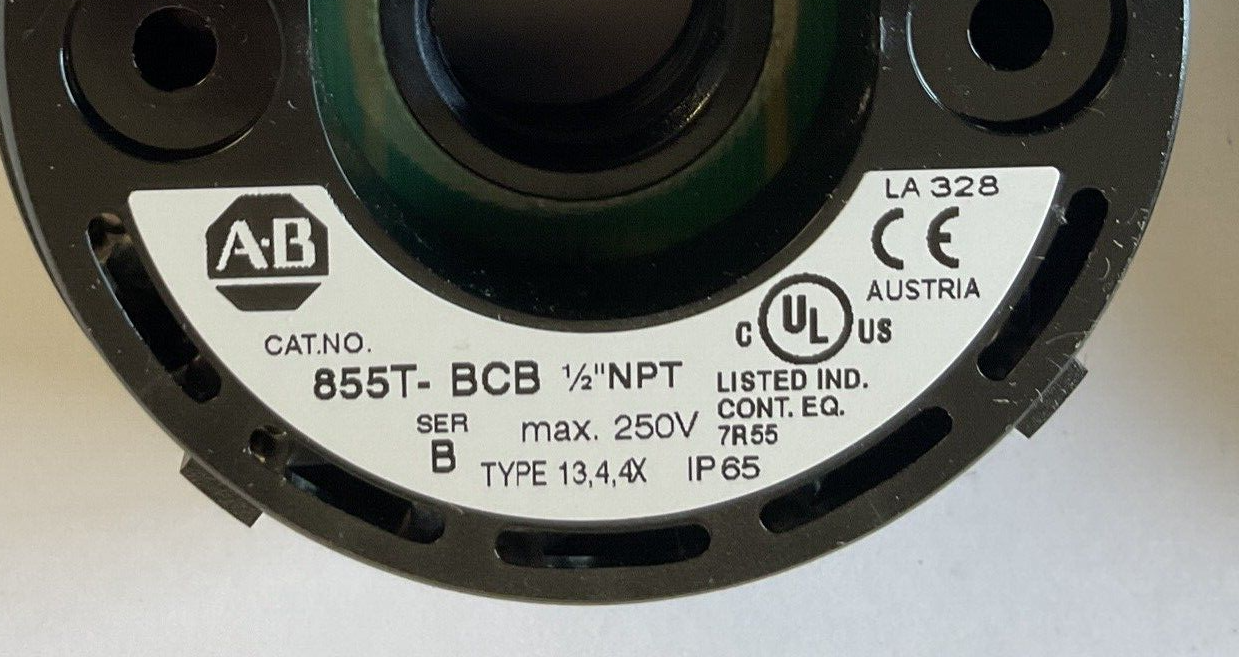 A·B
LA 328
CE
AUSTRIA
C UL US
CAT.NO.
855T- BCB ½"NPT
LISTED IND.
CONT. EQ.
7R55
SER
B
max. 250V
TYPE 13,4,4X IP65